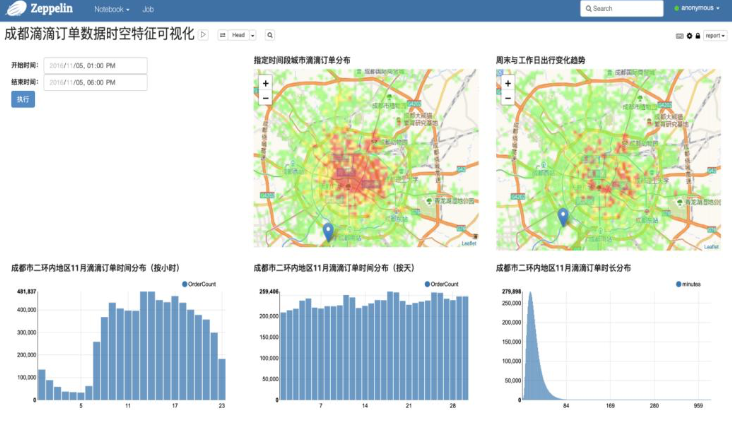 Zeppelin
Notebook
Job
Search
anonymous
成都滴滴订单数据时空特征可视化
Head
report
开始时间：
2016/11/05, 01:00 PM
结束时间：
2016/11/05, 06:00 PM
执行
指定时间段城市滴滴订单分布
+
−
Leaflet
周末与工作日出行变化趋势
+
−
Leaflet
成都市二环内地区11月滴滴订单时间分布（按小时）
OrderCount
481,837
400,000
300,000
200,000
100,000
0
5
11
17
23
成都市二环内地区11月滴滴订单时间分布（按天）
OrderCount
259,406
200,000
150,000
100,000
50,000
0
7
14
21
28
成都市二环内地区11月滴滴订单时长分布
minutes
279,898
250,000
200,000
150,000
100,000
50,000
0
84
169
280
959